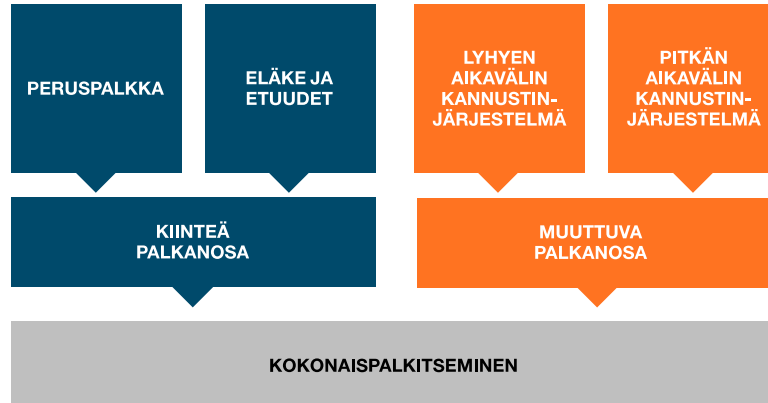 PERUSPALKKA
ELÄKE JA
ETUUDET
LYHYEN
AIKAVÄLIN
KANNUSTIN-
JÄRJESTELMÄ
PITKÄN
AIKAVÄLIN
KANNUSTIN-
JÄRJESTELMÄ
KIINTEÄ
PALKANOSA
MUUTTUVA
PALKANOSA
KOKONAISPALKITSEMINEN